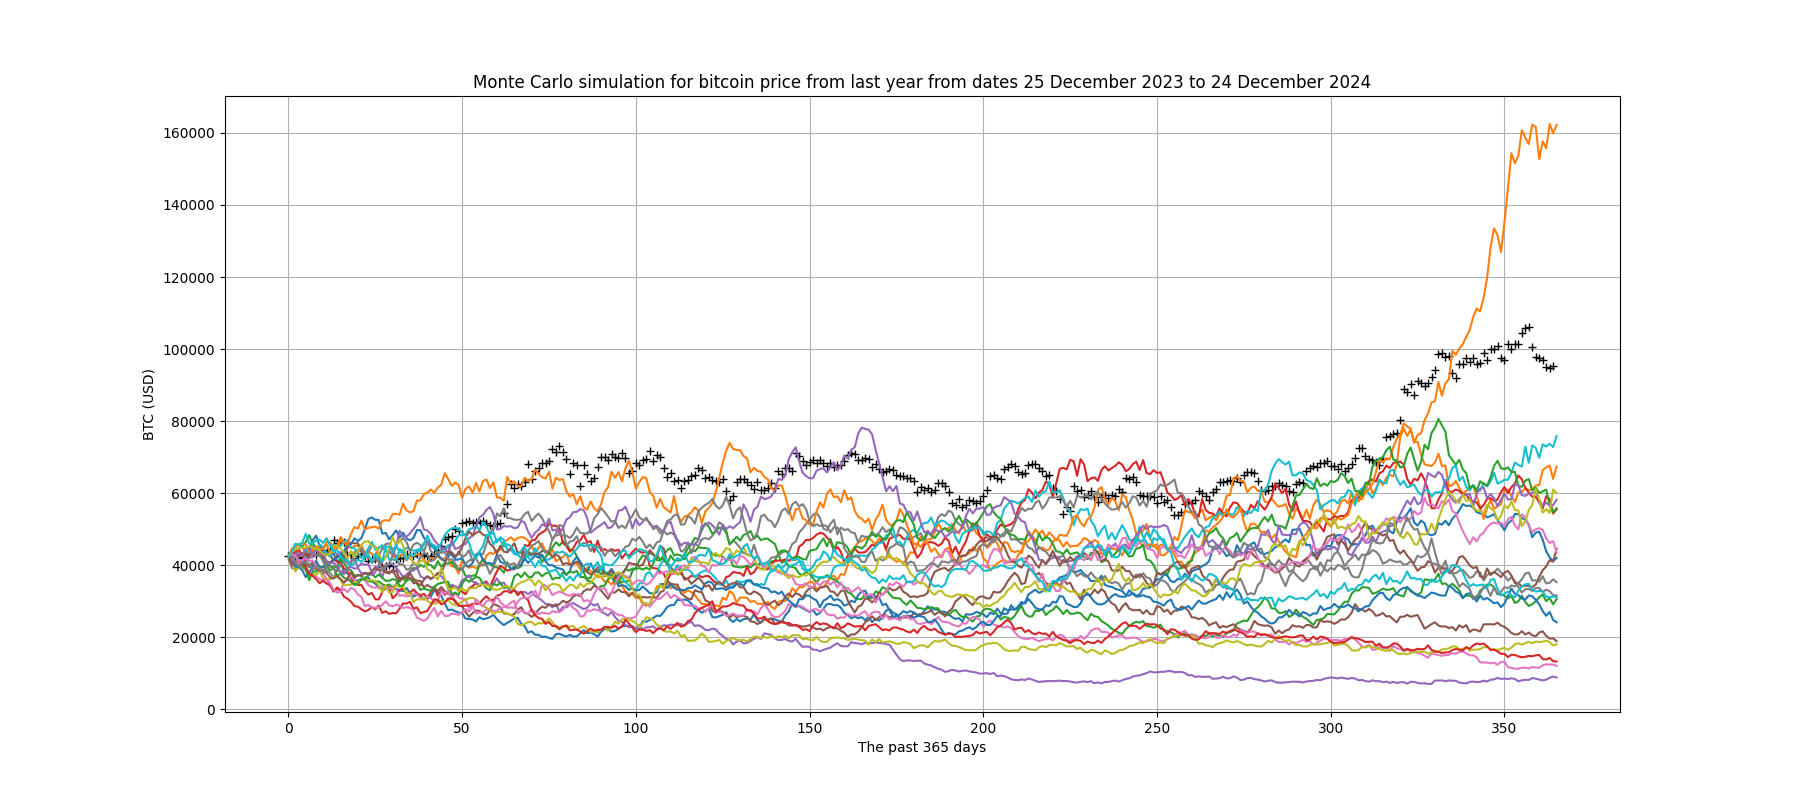 Monte Carlo simulation for bitcoin price from last year from dates 25 December 2023 to 24 December 2024
160000
140000
120000
100000
80000
60000
40000
20000
0
BTC (USD)
0 50 100 150 200 250 300 350
The past 365 days